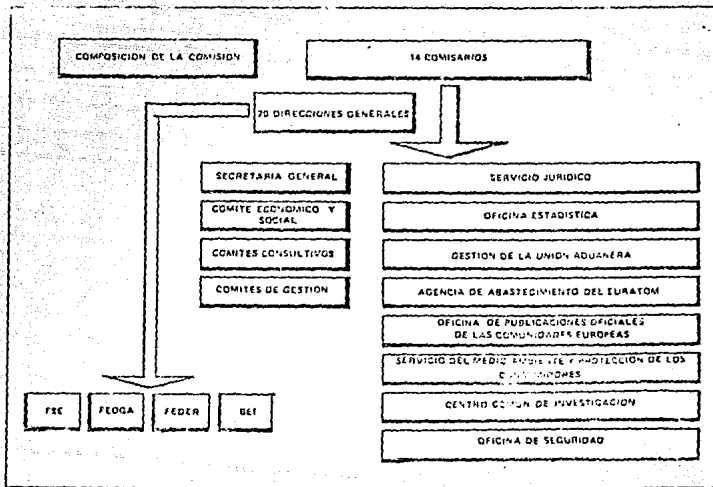 COMPOSICION DE LA COMISION
14 COMISARIOS
20 DIRECCIONES GENERALES
SECRETARIA GENERAL
COMITE ECONOMICO Y
SOCIAL
COMITES CONSULTIVOS
COMITES DE GESTION
SERVICIO JURIDICO
OFICINA ESTADISTICA
GESTION DE LA UNION ADUANERA
AGENCIA DE ABASTECIMIENTO DEL EURATOM
OFICINA DE PUBLICACIONES OFICIALES
DE LAS COMUNIDADES EUROPEAS
SERVICIO DEL MEDIO AMBIENTE Y PROTECCION DE LOS
CONSUMIDORES
CENTRO COMUN DE INVESTIGACION
OFICINA DE SEGURIDAD
FSE
FEOGA
FEDER
BEI